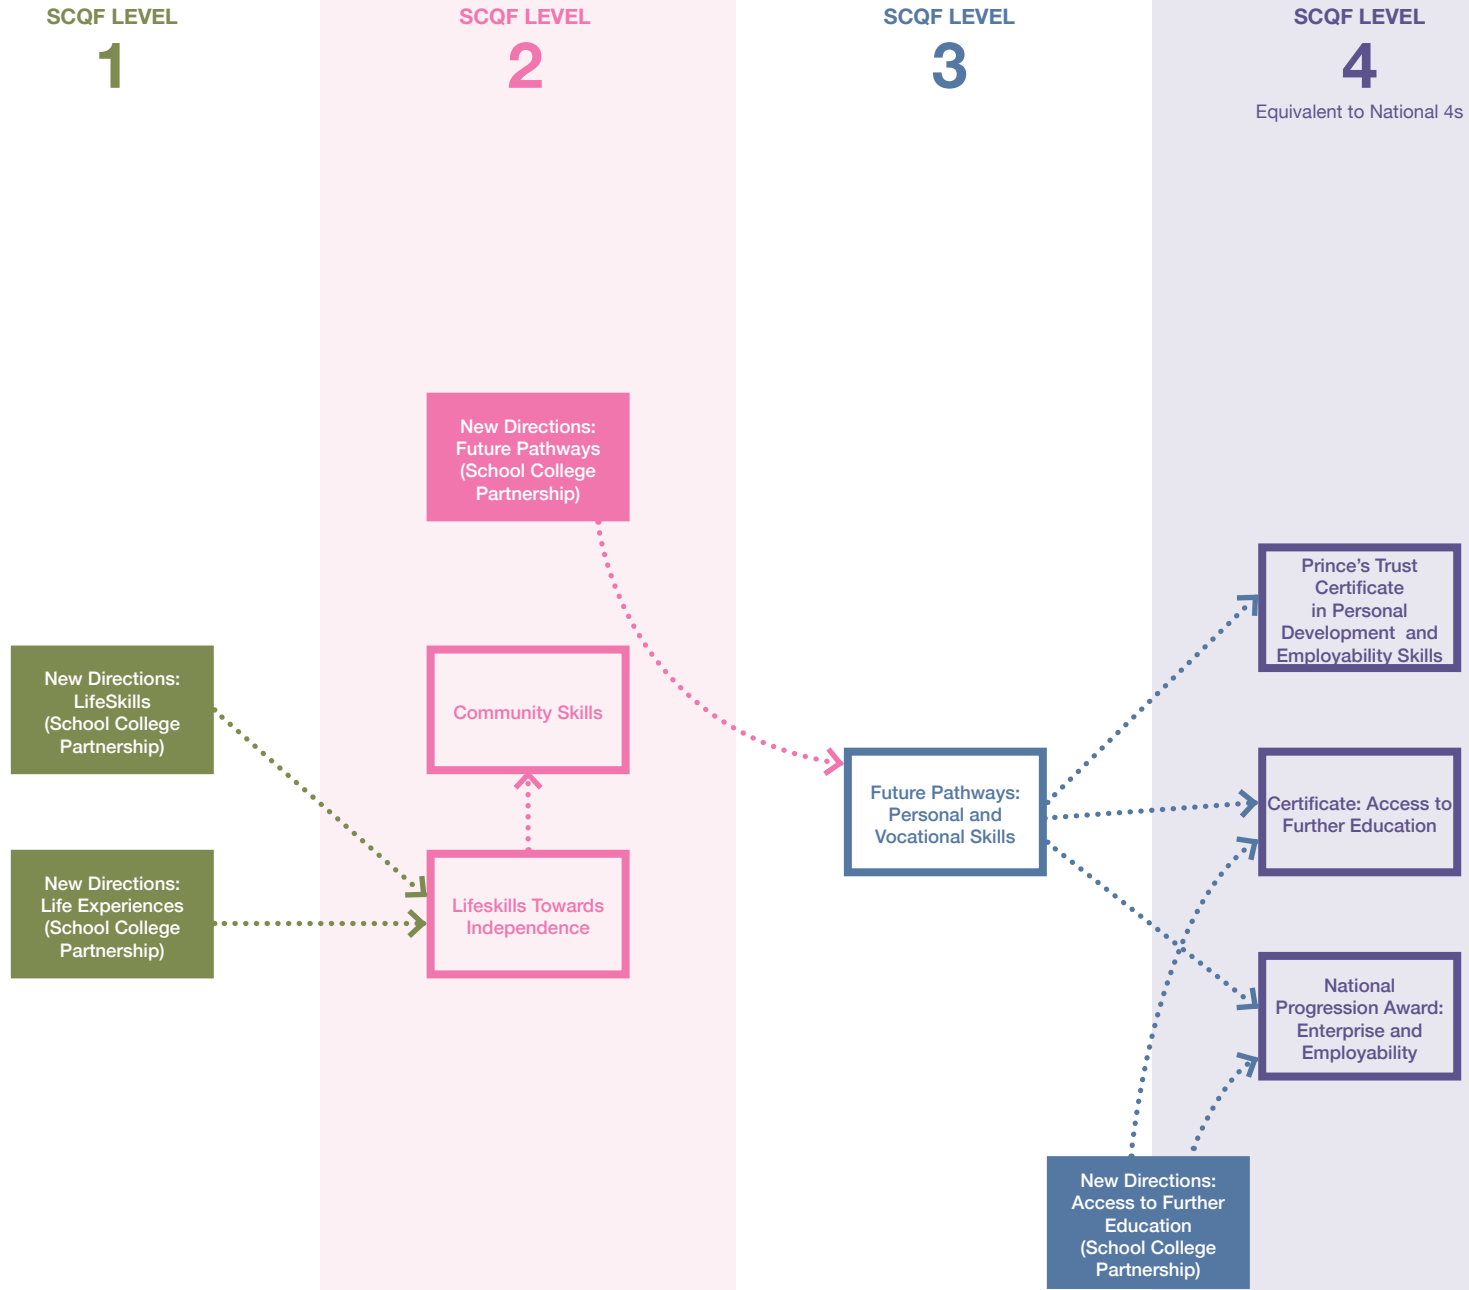 SCQF LEVEL
1
SCQF LEVEL
2
SCQF LEVEL
3
SCQF LEVEL
4
Equivalent to National 4s
New Directions:
Future Pathways
(School College
Partnership)
Prince’s Trust
Certificate
in Personal
Development  and
Employability Skills
New Directions:
LifeSkills
(School College
Partnership)
Community Skills
Future Pathways:
Personal and
Vocational Skills
Certificate: Access to
Further Education
New Directions:
Life Experiences
(School College
Partnership)
Lifeskills Towards
Independence
National
Progression Award:
Enterprise and
Employability
New Directions:
Access to Further
Education
(School College
Partnership)